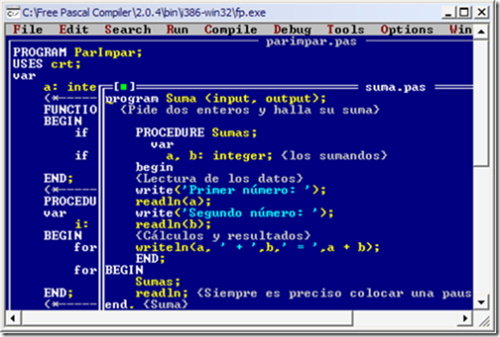 C:\Free Pascal Compiler\2.0.4\bin\i386-win32\fp.exe
File Edit Search Run Compile Debug Tools Options Win
parimpar.pas
PROGRAM ParImpar;
USES crt;
var
a: inte
(*
FUNCTIO
BEGIN
if
if
END;
(*
PROCEDU
var
i:
BEGIN
for
for
END;
(*
suma.pas
program Suma (input, output);
{Pide dos enteros y halla su suma}
PROCEDURE Sumas;
var
a, b: integer; {los sumandos}
begin
{Lectura de los datos}
write('Primer número: ');
readln(a);
write('Segundo número: ');
readln(b);
{Cálculos y resultados}
writeln(a, ' + ',b,' = ',a + b);
END;
BEGIN
Sumas;
readln; {Siempre es preciso colocar una paus
end. {Suma}